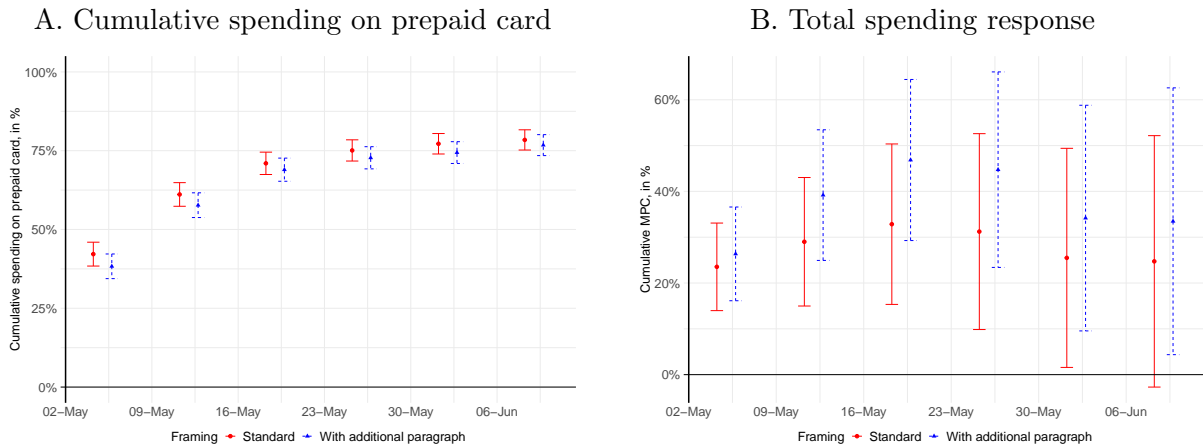 A. Cumulative spending on prepaid card
Cumulative spending on prepaid card, in %
100%
75%
50%
25%
0%
02–May 09–May 16–May 23–May 30–May 06–Jun
Framing Standard With additional paragraph
B. Total spending response
Cumulative MPC, in %
60%
40%
20%
0%
02–May 09–May 16–May 23–May 30–May 06–Jun
Framing Standard With additional paragraph